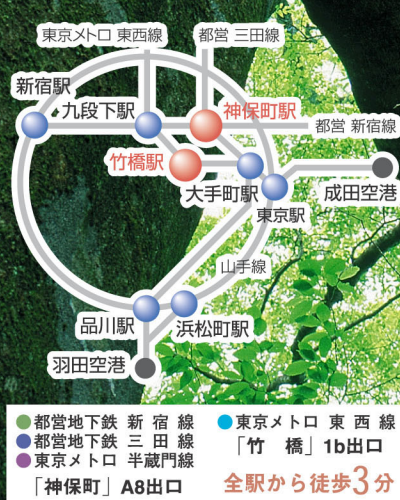 東京メトロ 東西線
都営 三田線
新宿駅
九段下駅
神保町駅
都営 新宿線
竹橋駅
大手町駅
東京駅
成田空港
山手線
品川駅
浜松町駅
羽田空港
●都営地下鉄 新宿線
●都営地下鉄 三田線
●東京メトロ 半蔵門線
「神保町」A8出口
●東京メトロ 東西線
「竹橋」1b出口
全駅から徒歩3分